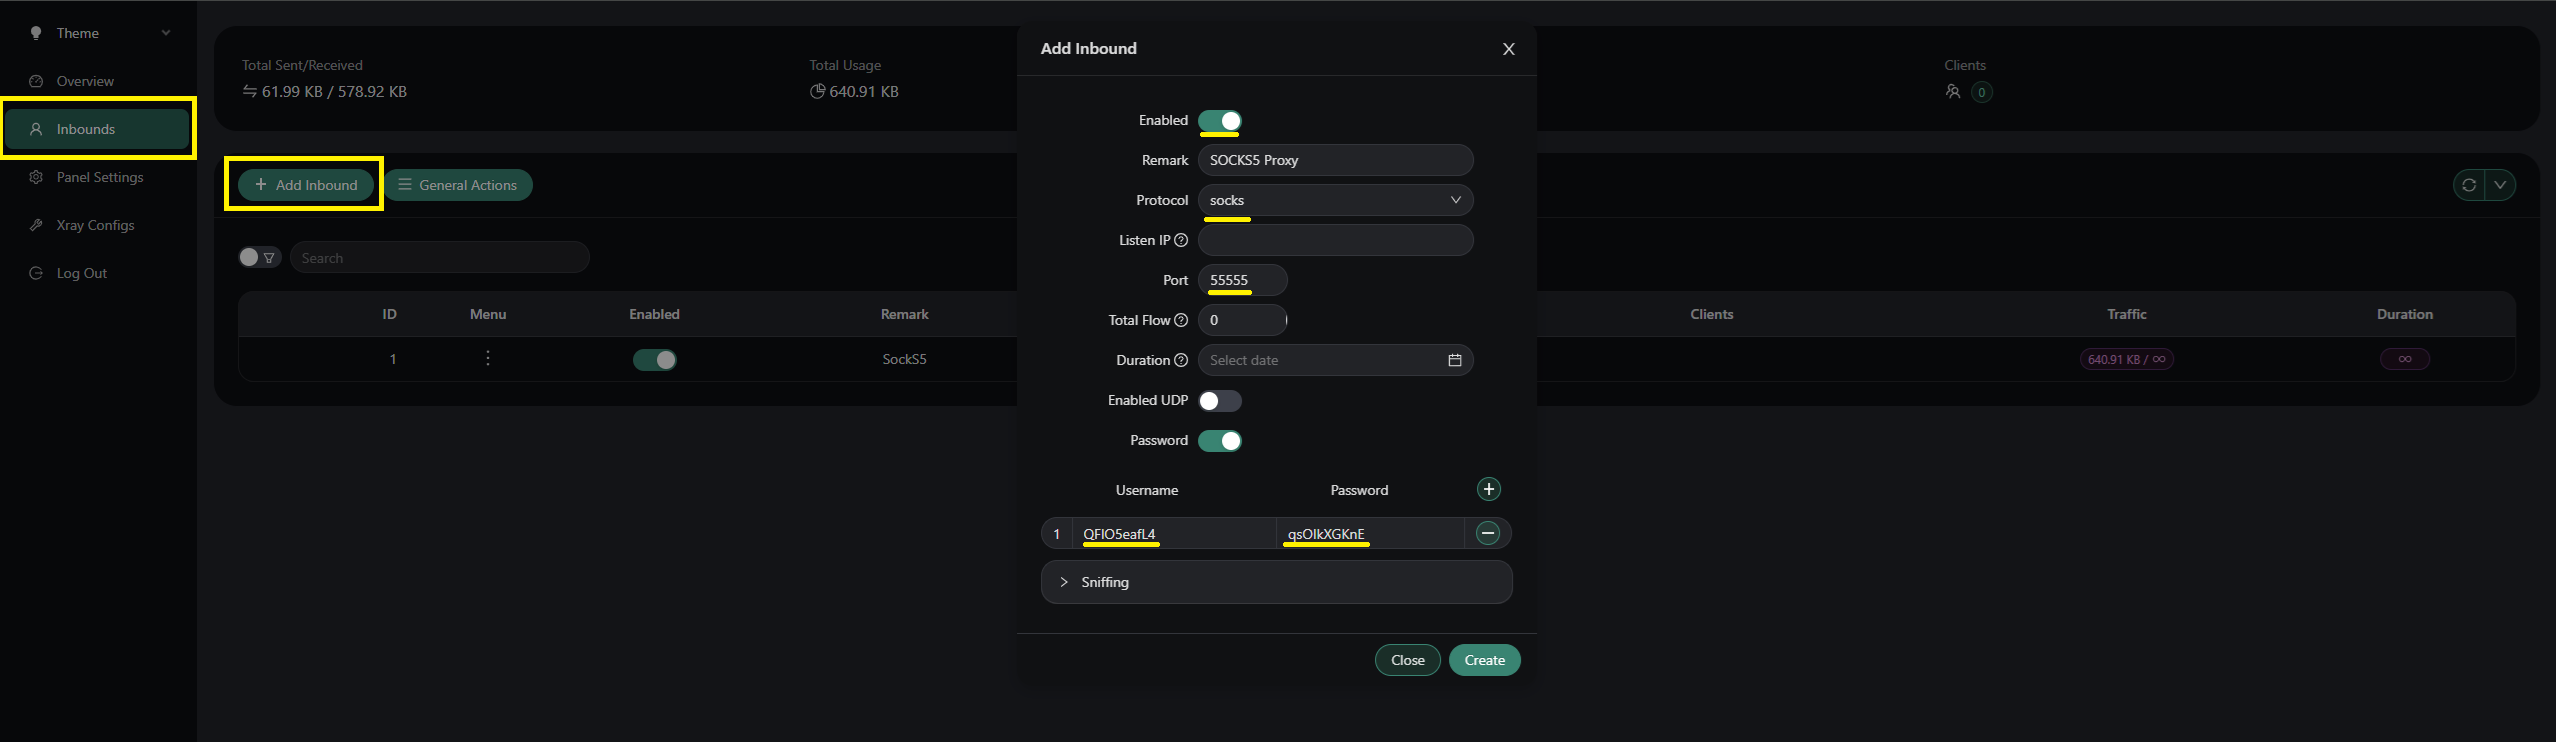 Theme
Overview
Inbounds
Panel Settings
Xray Configs
Log Out
Total Sent/Received
61.99 KB / 578.92 KB
Total Usage
640.91 KB
Clients
0
Add Inbound
General Actions
Search
ID Menu Enabled Remark Clients Traffic Duration
1 SockS5 640.91 KB / ∞ ∞
Add Inbound
Enabled
Remark SOCKS5 Proxy
Protocol socks
Listen IP
Port 55555
Total Flow 0
Duration Select date
Enabled UDP
Password
Username Password
1 QFIO5eafL4 qsOlkXGKnE
Sniffing
Close Create